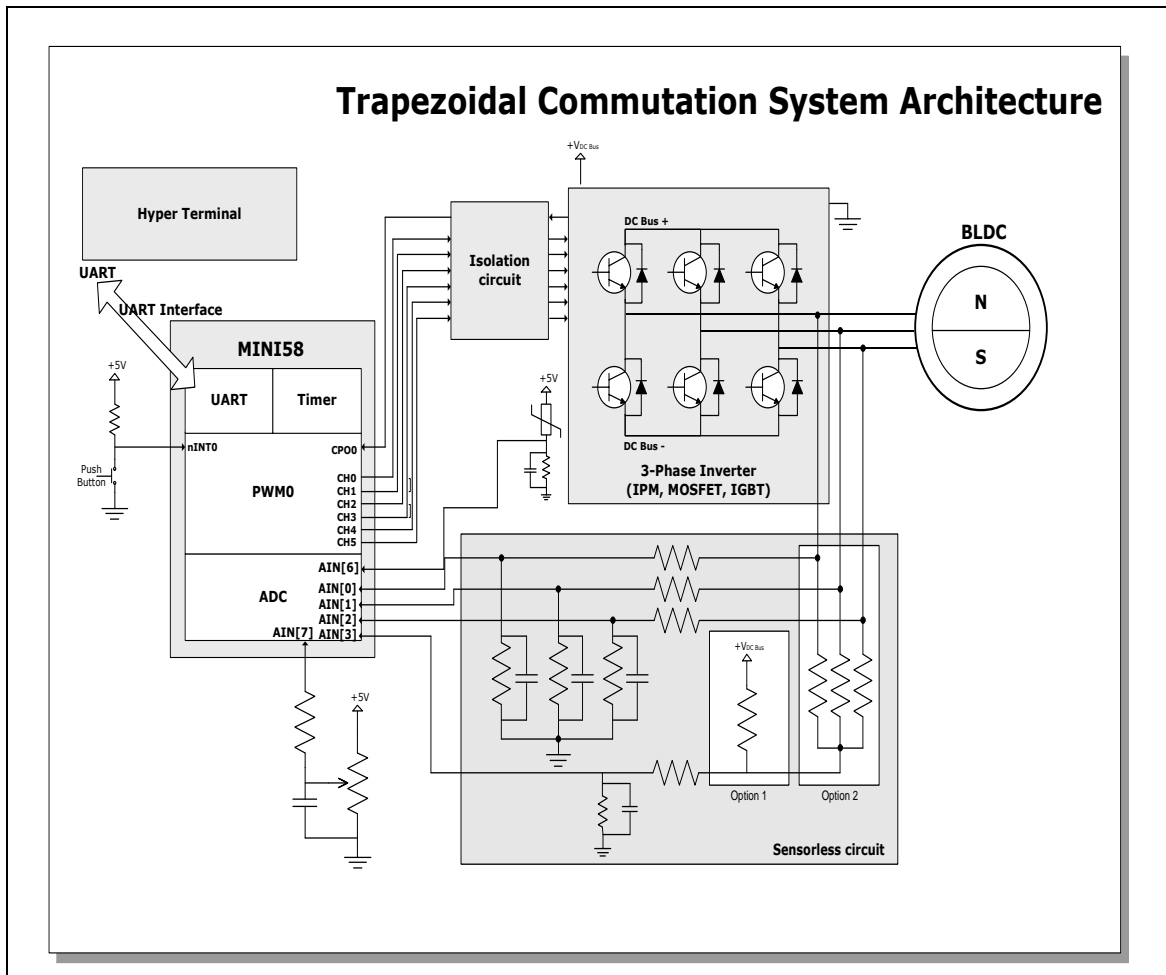 Trapezoidal Commutation System Architecture
+VDC Bus
Hyper Terminal
Isolation
circuit
DC Bus +
BLDC
N
S
UART
UART Interface
MINI58
+5V
UART
Timer
+5V
nINT0
CPO0
DC Bus -
Push
Button
PWM0
3-Phase Inverter
(IPM, MOSFET, IGBT)
CH0
CH1
CH2
CH3
CH4
CH5
AIN[6]
ADC
AIN[0]
AIN[1]
AIN[2]
AIN[7]
AIN[3]
+VDC Bus
+5V
Option 1
Option 2
Sensorless circuit